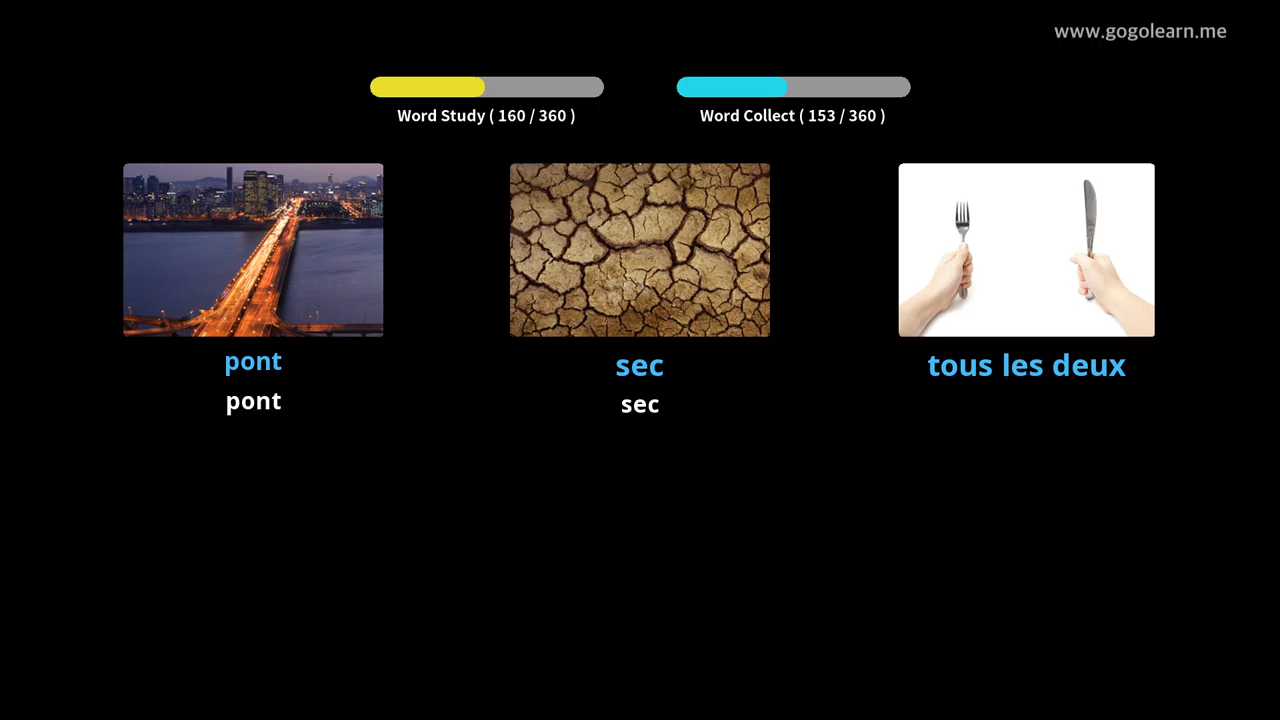 www.gogolearn.me
Word Study ( 160 / 360 )
Word Collect ( 153 / 360 )
pont
pont
sec
sec
tous les deux